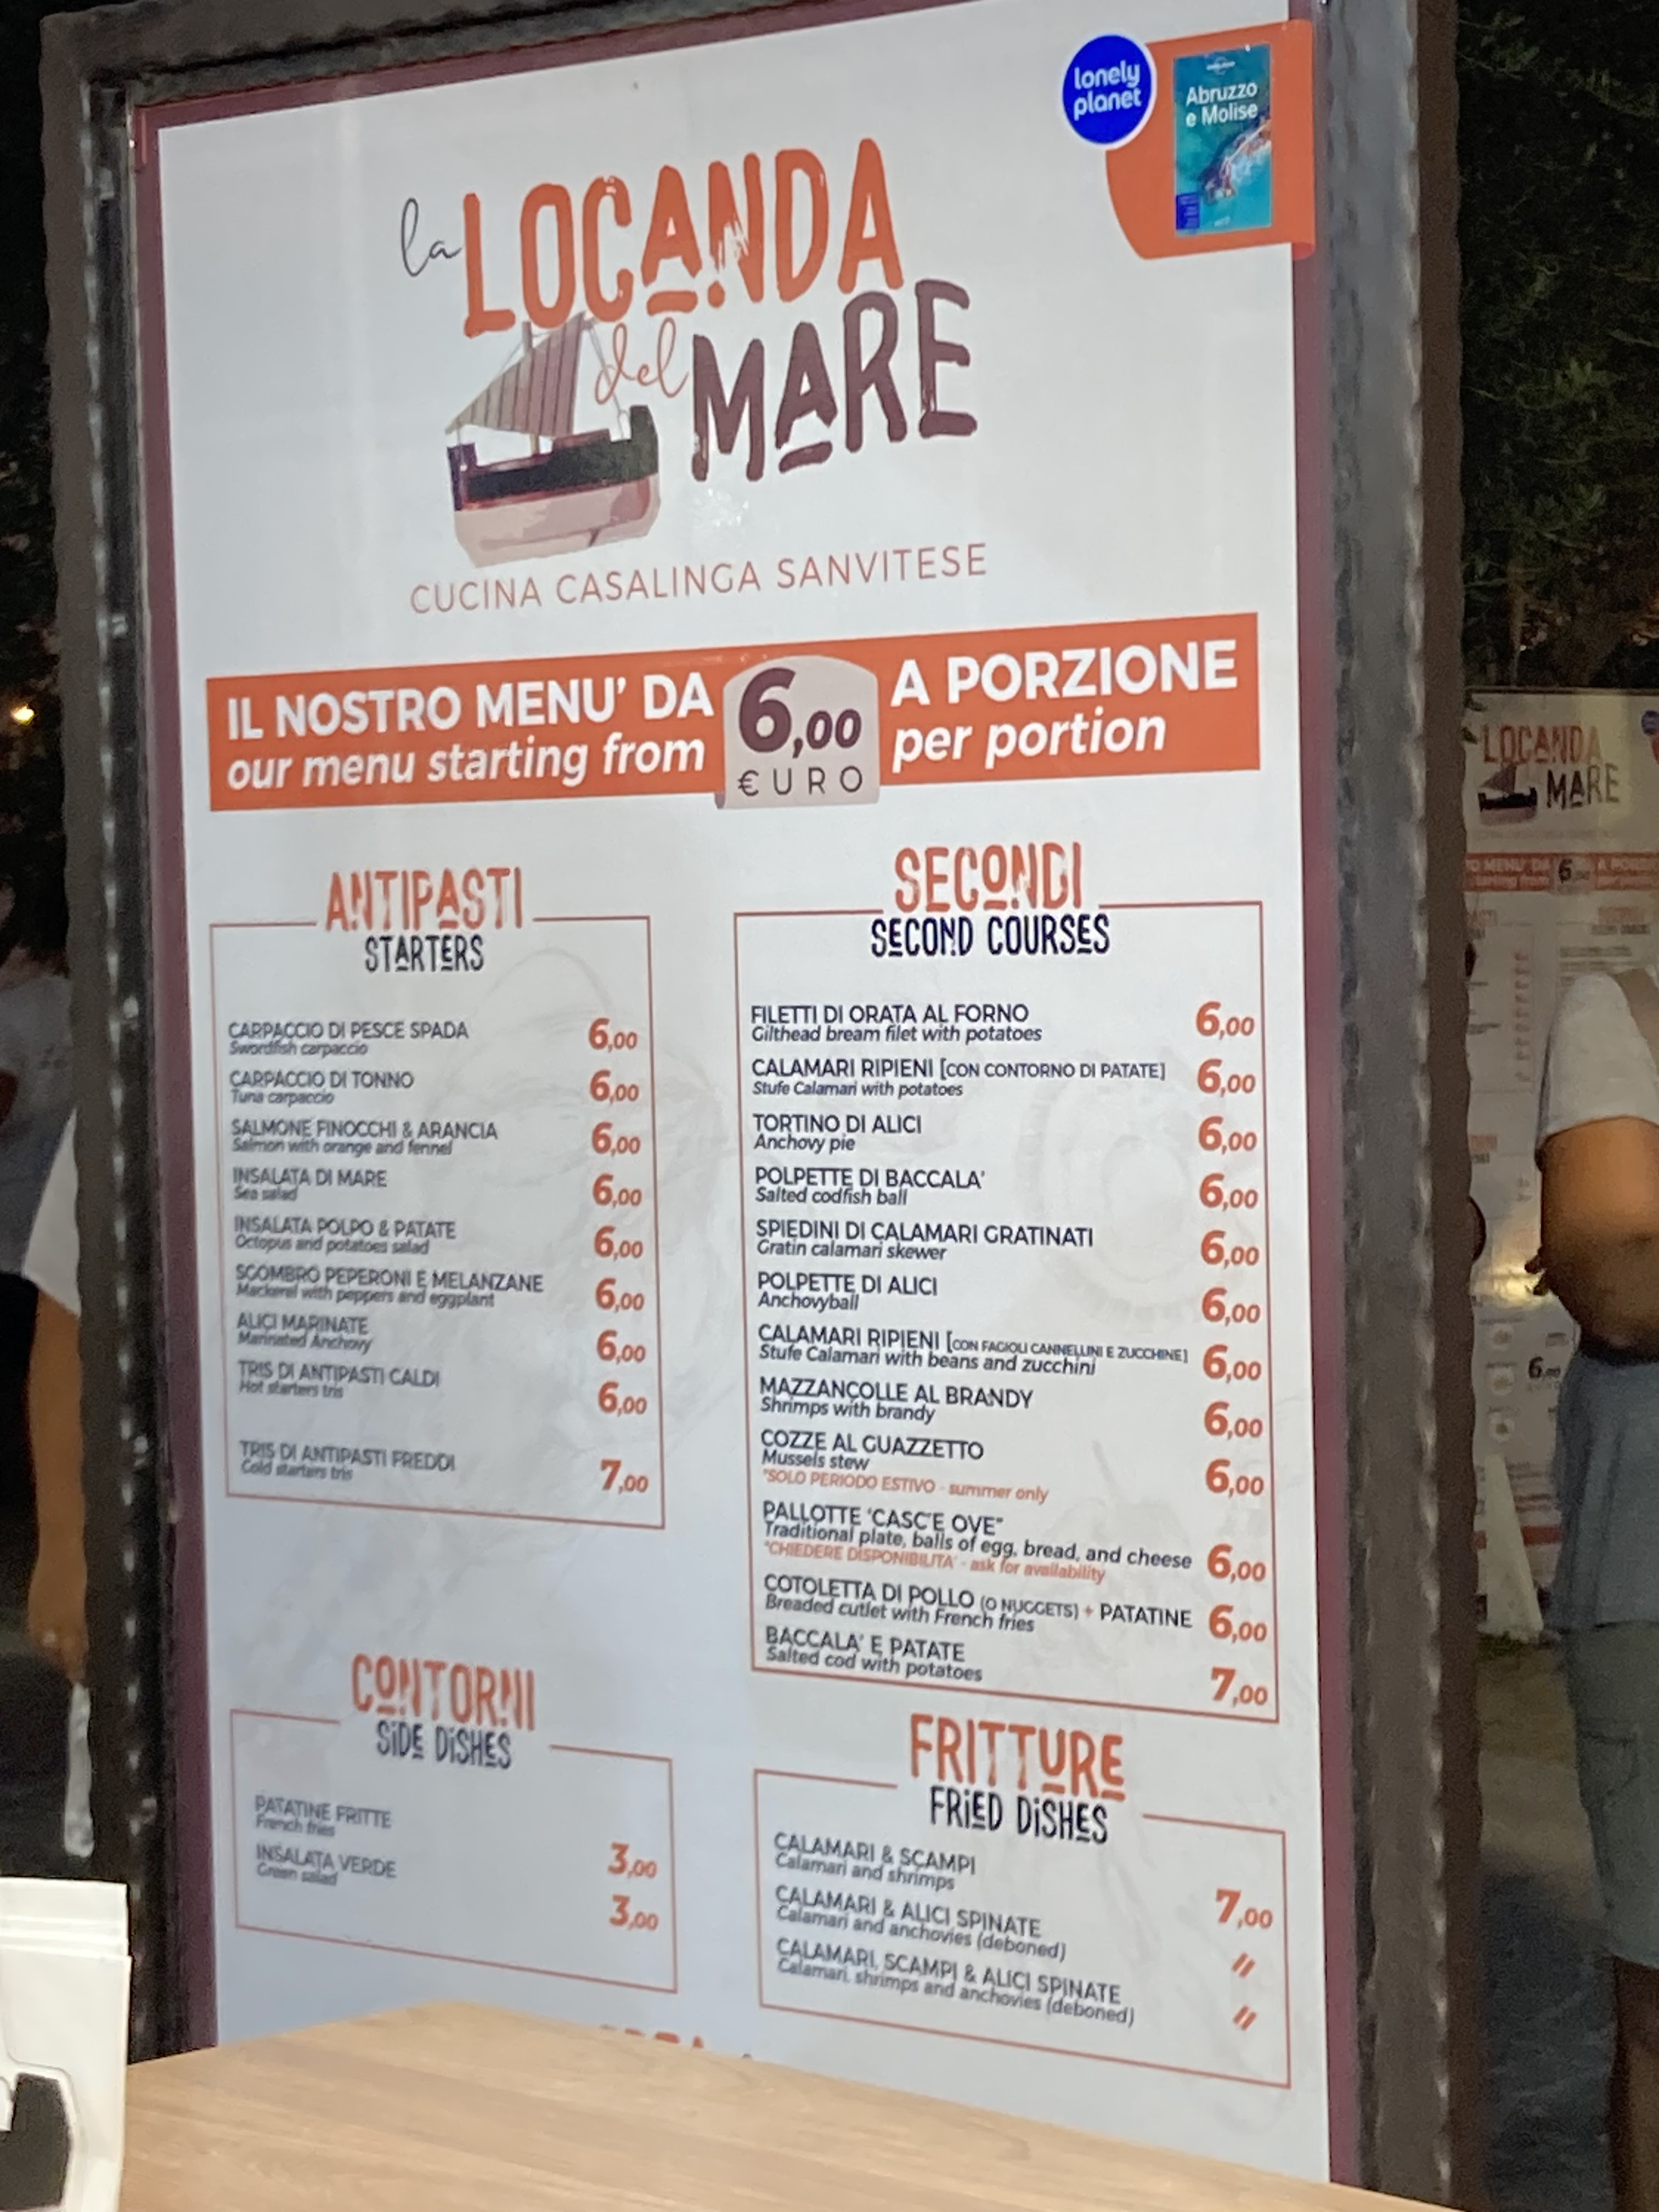 lonely
planet
Abruzzo
e Molise
la LOCANDA
del MARE
CUCINA CASALINGA SANVITESE
IL NOSTRO MENU' DA 6,00 A PORZIONE
our menu starting from €URO per portion
ANTIPASTI
STARTERS
CARPACCIO DI PESCE SPADA 6,00
Swordfish carpaccio
CARPACCIO DI TONNO 6,00
Tuna carpaccio
SALMONE FINOCCHI & ARANCIA 6,00
Salmon with orange and fennel
INSALATA DI MARE 6,00
Sea salad
INSALATA POLPO & PATATE 6,00
Octopus and potatoes salad
SGOMBRO PEPERONI E MELANZANE 6,00
Mackerel with peppers and eggplant
ALICI MARINATE 6,00
Marinated Anchovy
TRIS DI ANTIPASTI CALDI 6,00
Hot starters tris
TRIS DI ANTIPASTI FREDDI 7,00
Cold starters tris
SECONDI
SECOND COURSES
FILETTI DI ORATA AL FORNO 6,00
Gilthead bream filet with potatoes
CALAMARI RIPIENI [CON CONTORNO DI PATATE] 6,00
Stufe Calamari with potatoes
TORTINO DI ALICI 6,00
Anchovy pie
POLPETTE DI BACCALA' 6,00
Salted codfish ball
SPIEDINI DI CALAMARI GRATINATI 6,00
Gratin calamari skewer
POLPETTE DI ALICI 6,00
Anchovyball
CALAMARI RIPIENI [CON FAGIOLI CANNELLINI E ZUCCHINE] 6,00
Stufe Calamari with beans and zucchini
MAZZANCOLLE AL BRANDY 6,00
Shrimps with brandy
COZZE AL GUAZZETTO 6,00
Mussels stew
*SOLO PERIODO ESTIVO - summer only
PALLOTTE "CASC'E OVE" 6,00
Traditional plate, balls of egg, bread, and cheese
*CHIEDERE DISPONIBILITA' - ask for availability
COTOLETTA DI POLLO (O NUGGETS) + PATATINE 6,00
Breaded cutlet with French fries
BACCALA' E PATATE 7,00
Salted cod with potatoes
CONTORNI
SIDE DISHES
PATATINE FRITTE 3,00
French fries
INSALATA VERDE 3,00
Green salad
FRITTURE
FRIED DISHES
CALAMARI & SCAMPI 7,00
Calamari and shrimps
CALAMARI & ALICI SPINATE //
Calamari and anchovies (deboned)
CALAMARI, SCAMPI & ALICI SPINATE //
Calamari, shrimps and anchovies (deboned)
LOCANDA
MARE